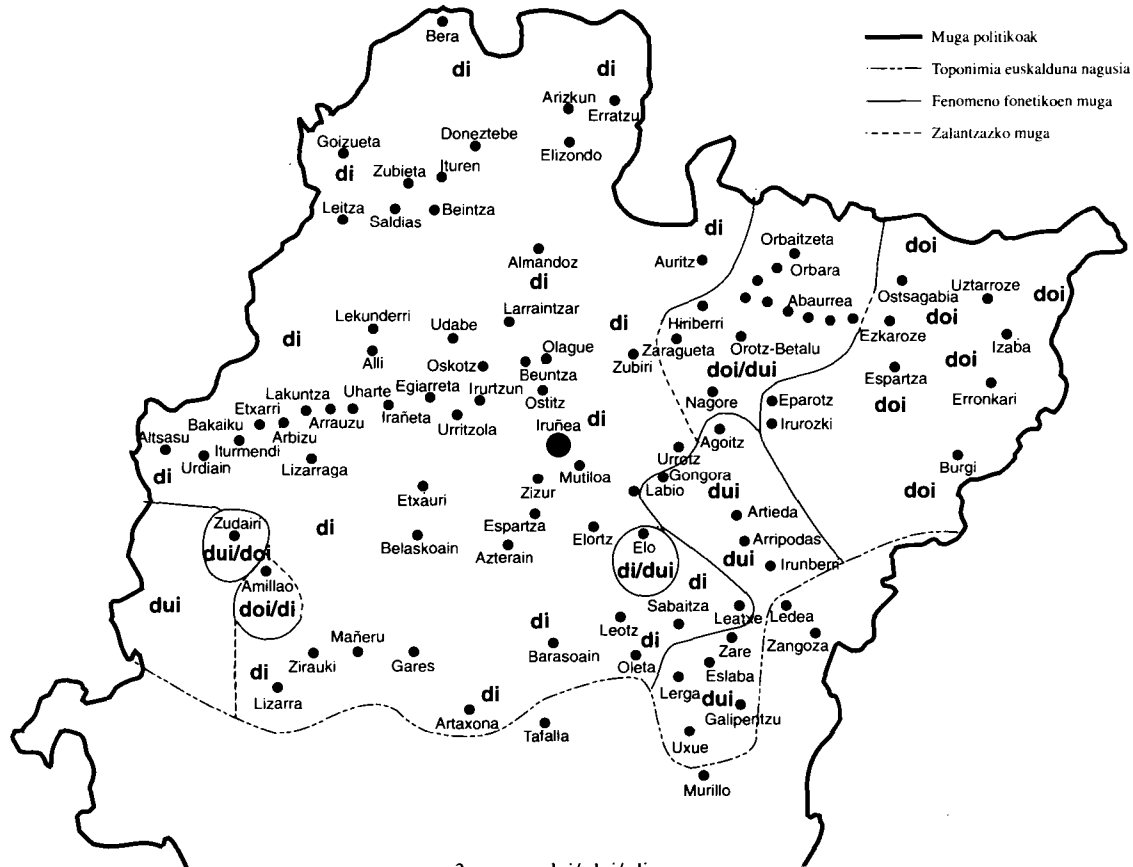 Bera
Muga politikoak
di
di
Toponimia euskalduna nagusia
Arizkun
Fenomeno fonetikoen muga
Erratzu
Doneztebe
Zalantzazko muga
Goizueta
Elizondo
Ituren
Zubieta
di
Leitza
Saldias
Beintza
di
Orbaitzeta
doi
Almandoz
Auritz
Orbara
di
Ostsagabia
Uztarroze
doi
Abaurrea
Larraintzar
Lekunderri
Udabe
di
Hiriberri
Ezkaroze
doi
di
Zaragueta
Orotz-Betalu
Izaba
Alli
Olague
Oskotz
Beuntza
Zubiri
doi/dui
Espartza
doi
Lakuntza
Uharte
Egiarreta
Irurtzun
Erronkari
Etxarri
Ostitz
Nagore
Eparotz
doi
Bakaiku
Arbizu
Arrauzu
Irañeta
Urritzola
Iruñea
di
Altsasu
Iturmendi
Agoitz
Irurozki
Urdiain
Lizarraga
Urrotz
Burgi
di
Mutiloa
Gongora
Etxauri
Zizur
Labio
dui
doi
Zudairi
di
Espartza
Artieda
Belaskoain
Azterain
Elortz
Elo
Arripodas
dui/doi
dui
Irunberri
Amillao
di/dui
di
dui
doi/di
Sabaitza
Leatxe
Ledea
di
Leotz
Mañeru
di
Zare
Zangoza
Zirauki
Gares
Barasoain
Oleta
Eslaba
di
Lizarra
di
Lerga
dui
Galipentzu
Artaxona
Tafalla
Uxue
Murillo